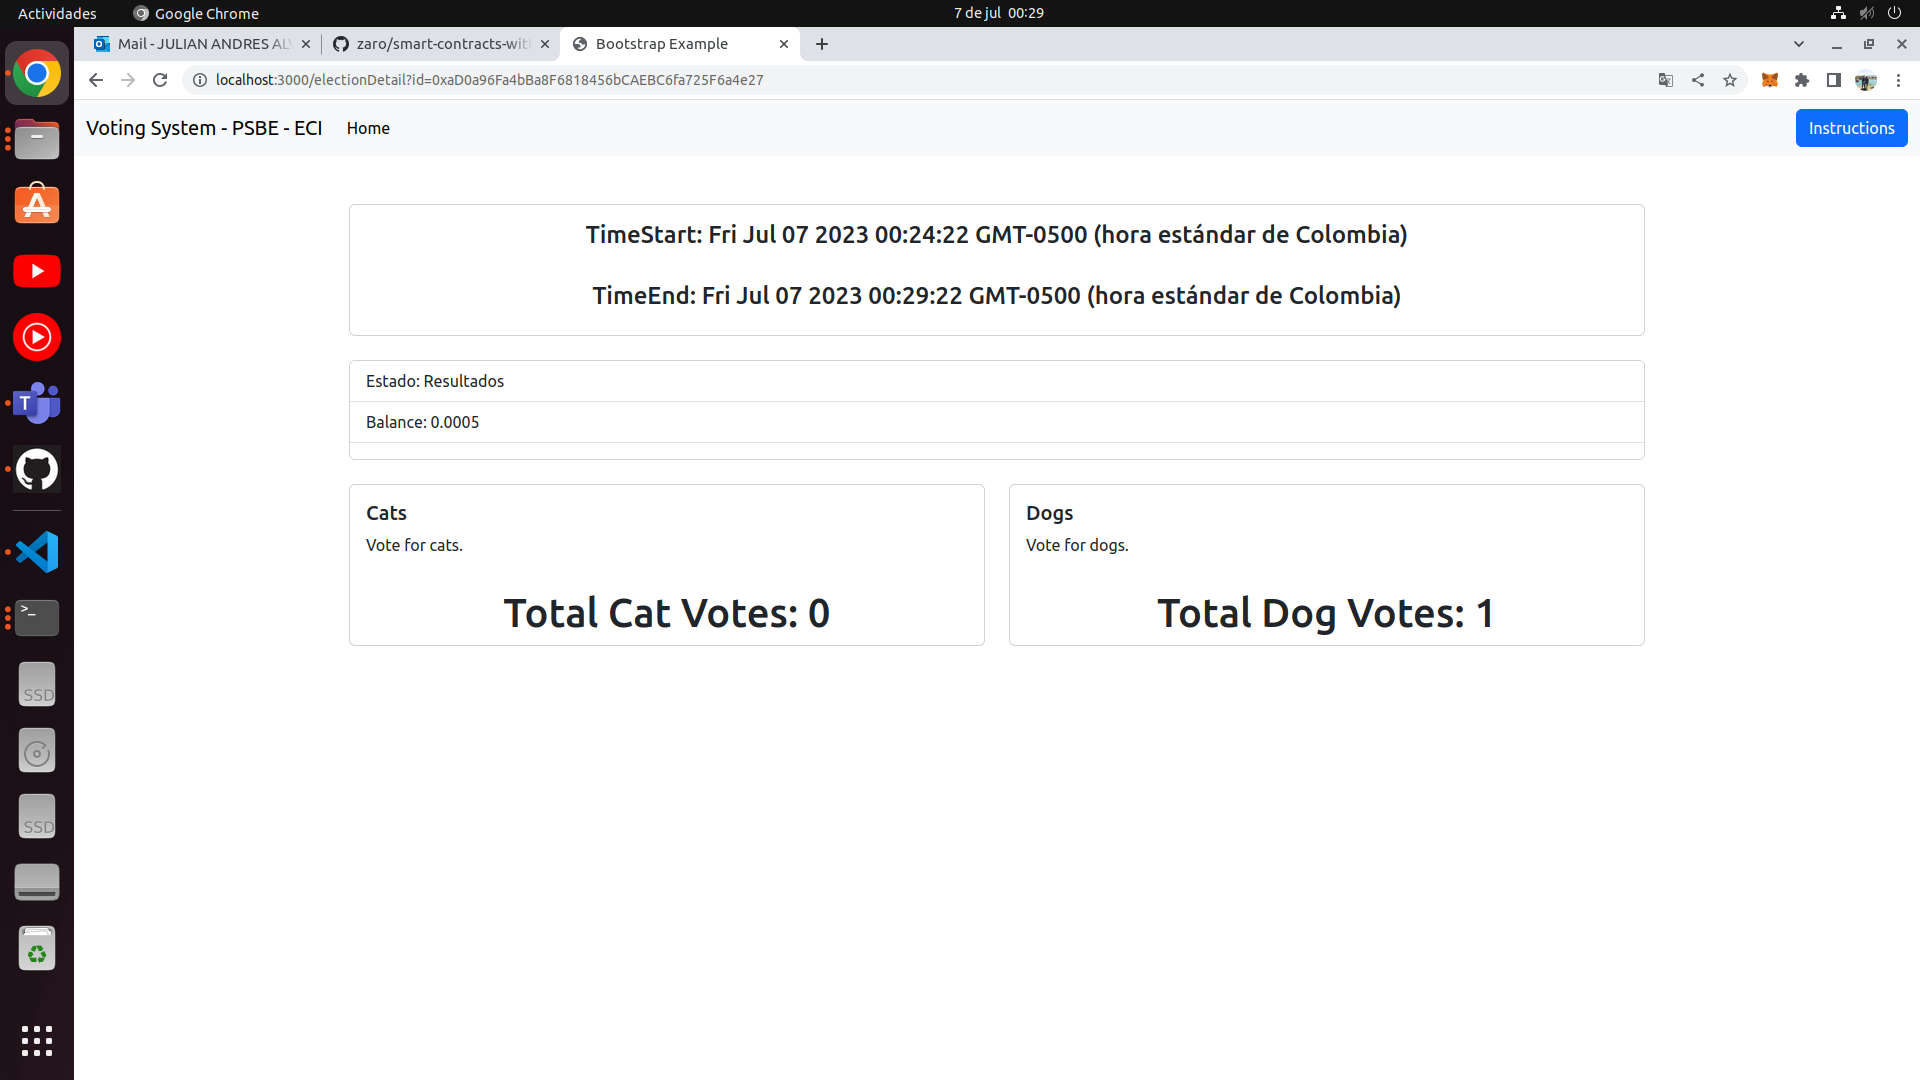 Actividades
Google Chrome
7 de jul 00:29
Mail - JULIAN ANDRES AL
zaro/smart-contracts-wit
Bootstrap Example
localhost:3000/electionDetail?id=0xaD0a96Fa4bBa8F6818456bCAEBC6fa725F6a4e27
Voting System - PSBE - ECI
Home
Instructions
TimeStart: Fri Jul 07 2023 00:24:22 GMT-0500 (hora estándar de Colombia)
TimeEnd: Fri Jul 07 2023 00:29:22 GMT-0500 (hora estándar de Colombia)
Estado: Resultados
Balance: 0.0005
Cats
Vote for cats.
Total Cat Votes: 0
Dogs
Vote for dogs.
Total Dog Votes: 1
SSD
SSD